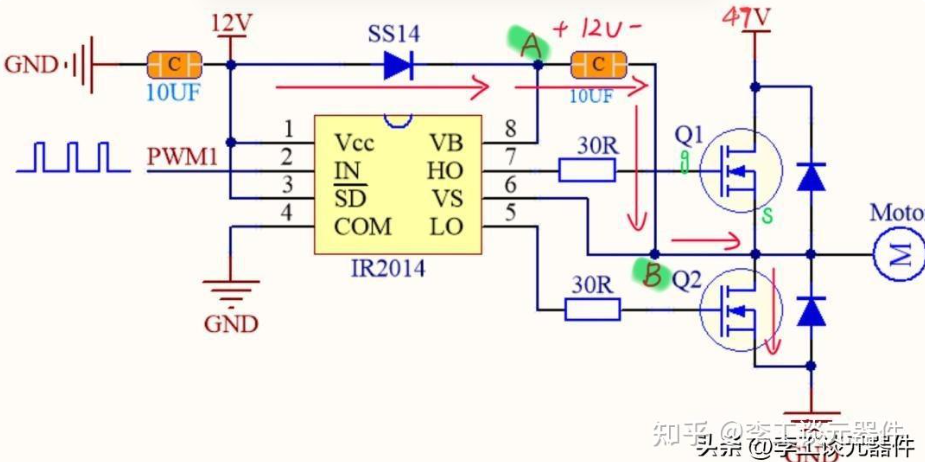 12V
SS14
A
+ 12V -
47V
GND
C
10UF
C
10UF
1
Vcc
VB
8
PWM1
2
IN
HO
7
30R
g
Q1
3
SD
VS
6
s
4
COM
LO
5
Motor
M
IR2014
B
Q2
30R
GND
知乎 @李工谈元器件
头条 @李工谈元器件
GND